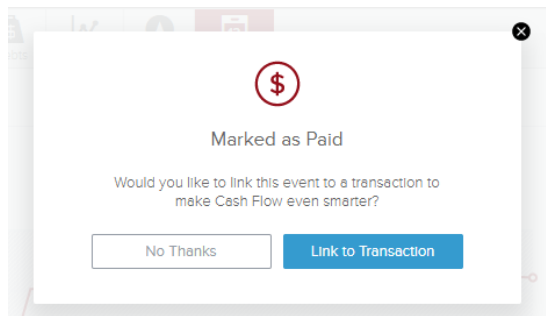 $
Marked as Paid
Would you like to link this event to a transaction to
make Cash Flow even smarter?
No Thanks
Link to Transaction